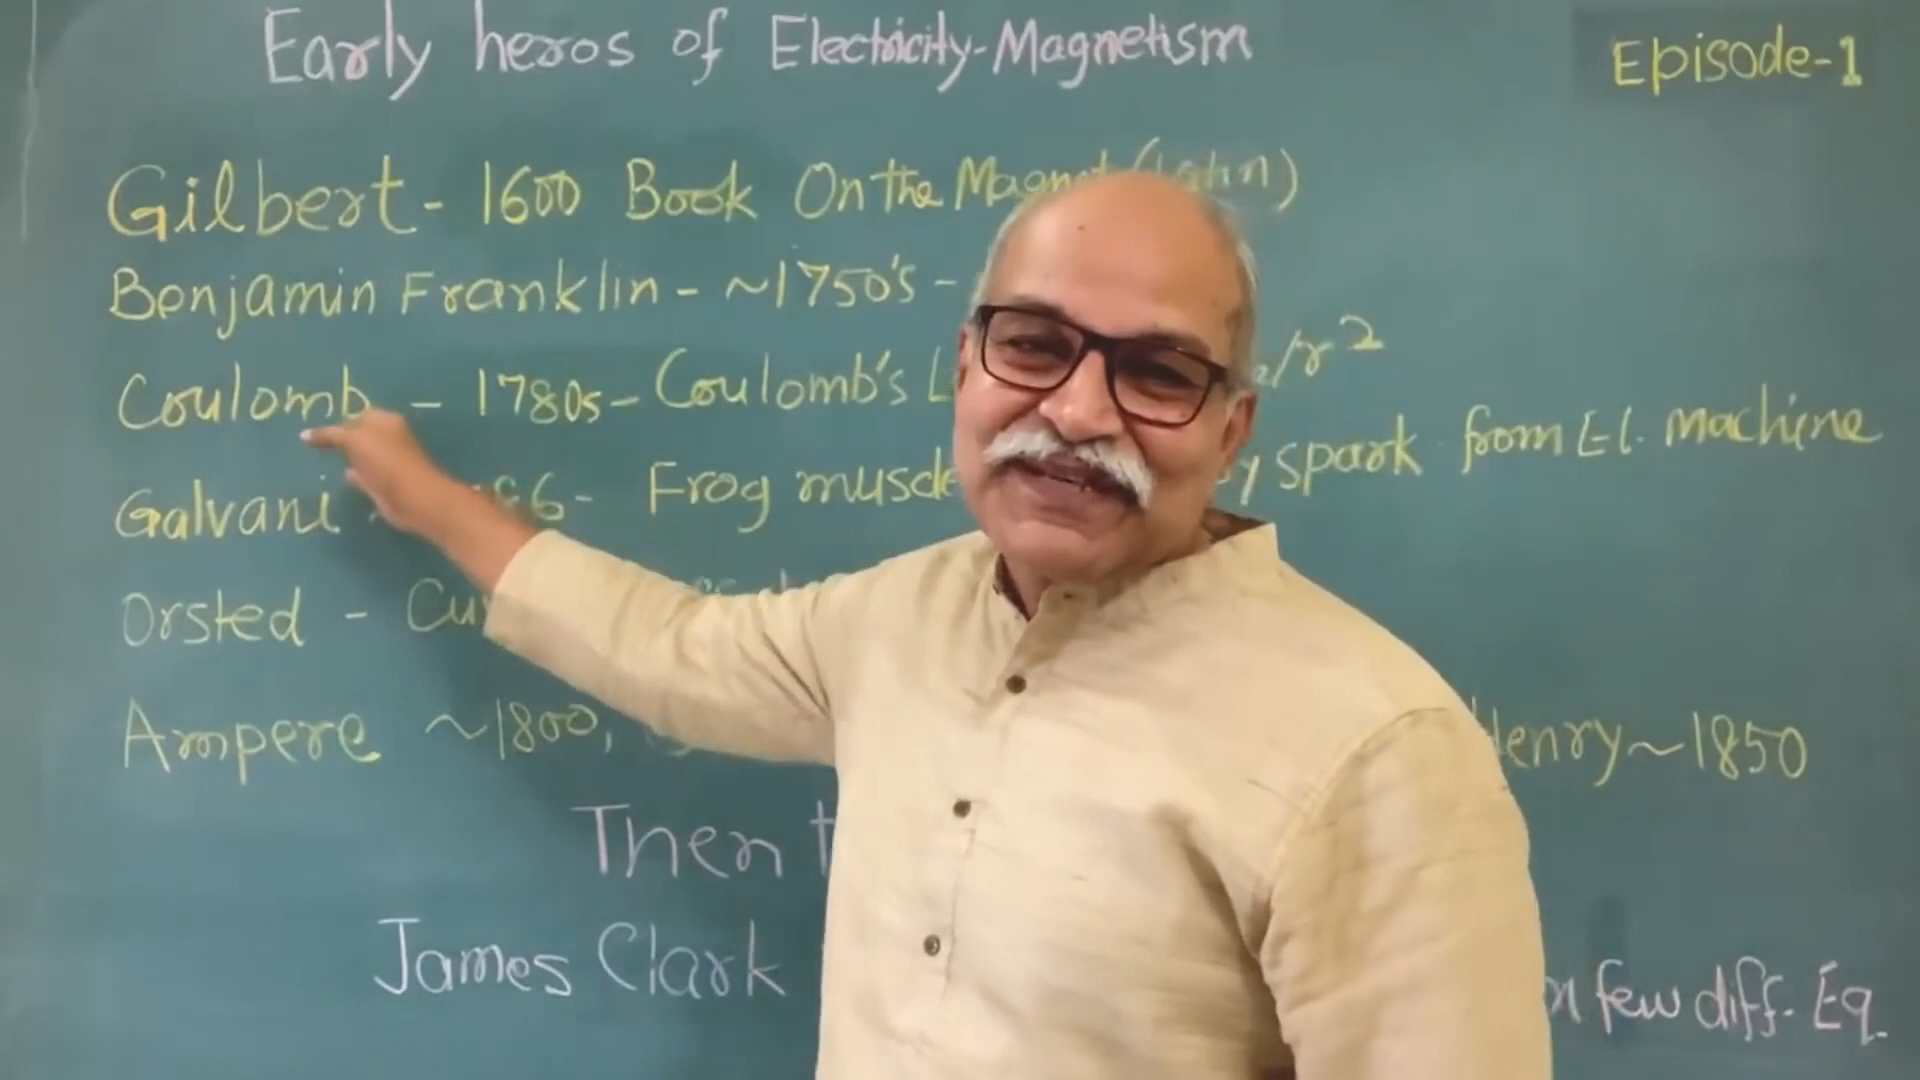 Early heros of Electricity-Magnetism
Episode-1
Gilbert - 1600 Book On the Magnet (Latin)
Benjamin Franklin - ~1750's -
Coulomb - 1780s - Coulomb's L /r²
Galvani - 6 - Frog muscle y spark from El. Machine
Orsted - Cu
Ampere ~1800, Henry ~1850
Then t
James Clark n few diff. Eq.